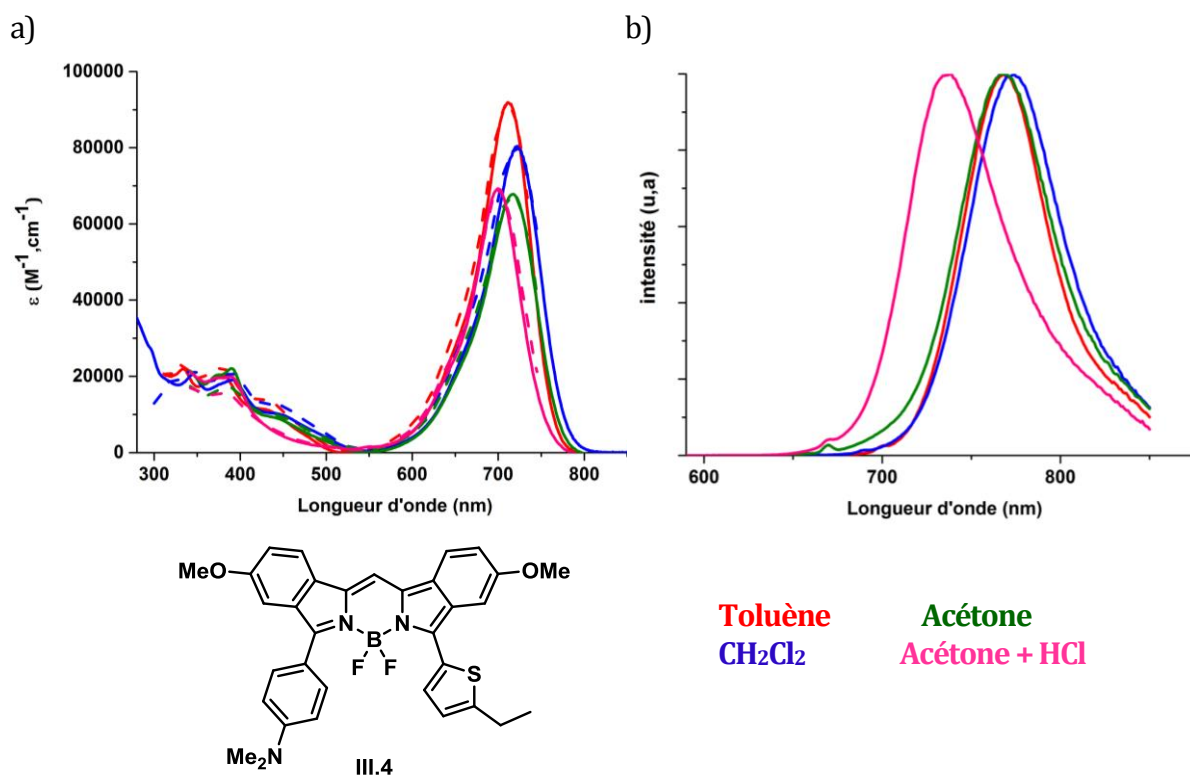 a)
b)
100000
80000
60000
40000
20000
0
ε (M⁻¹,cm⁻¹)
300 400 500 600 700 800
Longueur d'onde (nm)
intensité (u,a)
600 700 800
Longueur d'onde (nm)
MeO
OMe
N N
B
F F
S
Me₂N
III.4
Toluène Acétone
CH₂Cl₂ Acétone + HCl